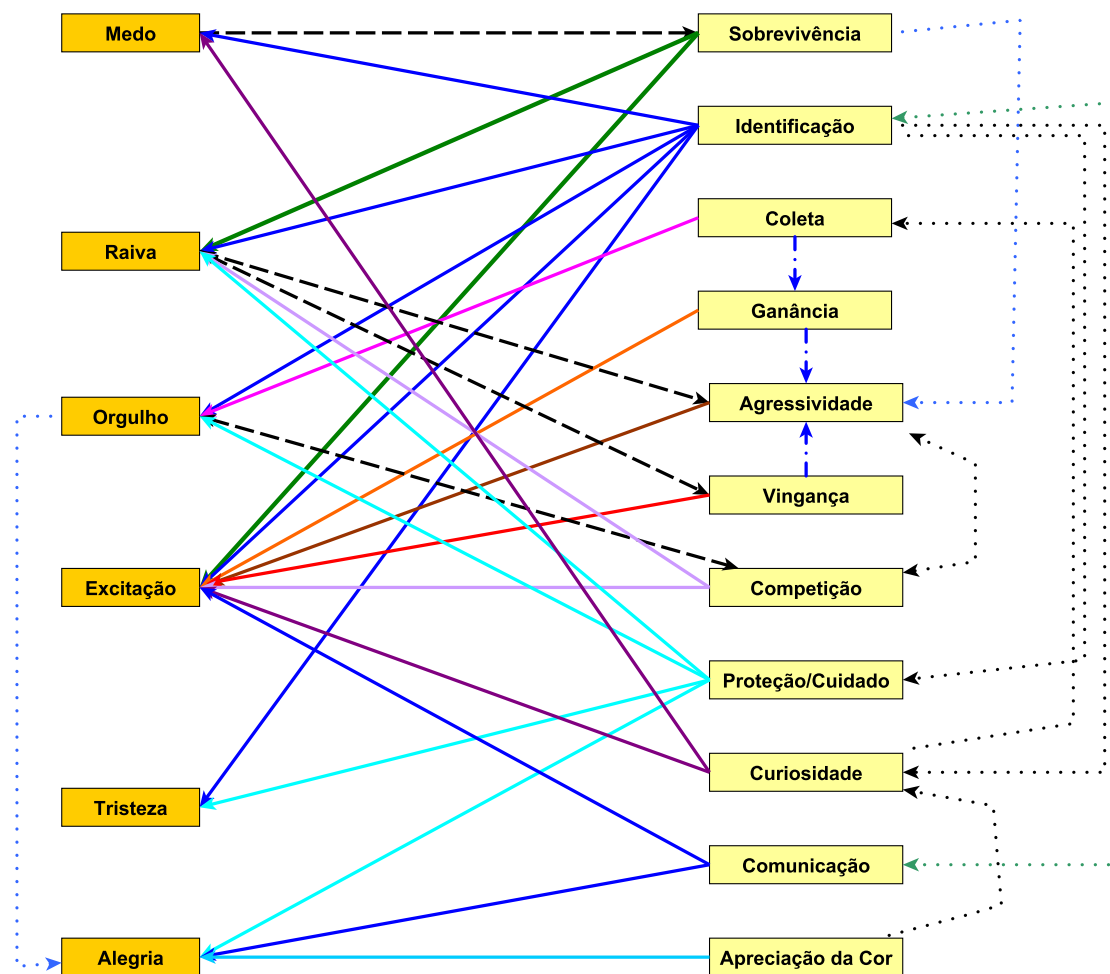 Medo
Sobrevivência
Identificação
Coleta
Raiva
Ganância
Agressividade
Orgulho
Vingança
Excitação
Competição
Proteção/Cuidado
Curiosidade
Tristeza
Comunicação
Alegria
Apreciação da Cor